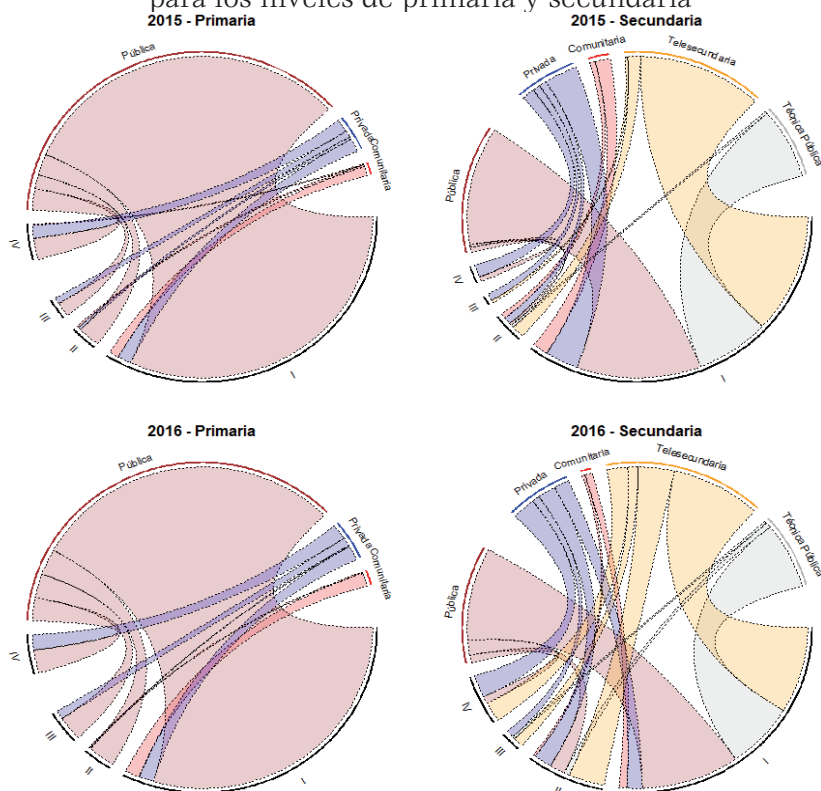 para los niveles de primaria y secundaria
2015 - Primaria
Pública
Privada
Comunitaria
IV
III
II
I
2015 - Secundaria
Pública
Privada
Comunitaria
Telesecundaria
Técnica Pública
IV
III
II
I
2016 - Primaria
Pública
Privada
Comunitaria
IV
III
II
I
2016 - Secundaria
Pública
Privada
Comunitaria
Telesecundaria
Técnica Pública
IV
III
II
I